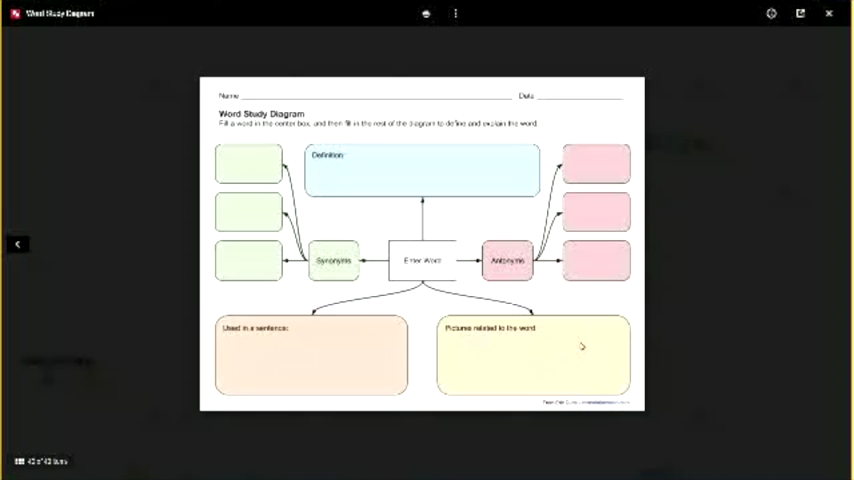 Word Study Diagram
Name
Date
Word Study Diagram
Fill a word in the center box, and then fill in the rest of the diagram to define and explain the word.
Definition:
Synonyms
Enter Word
Antonyms
Used in a sentence:
Pictures related to the word